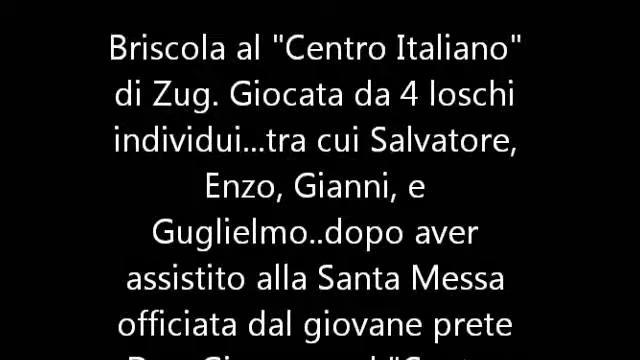 Briscola al "Centro Italiano"
di Zug. Giocata da 4 loschi
individui...tra cui Salvatore,
Enzo, Gianni, e
Guglielmo..dopo aver
assistito alla Santa Messa
officiata dal giovane prete